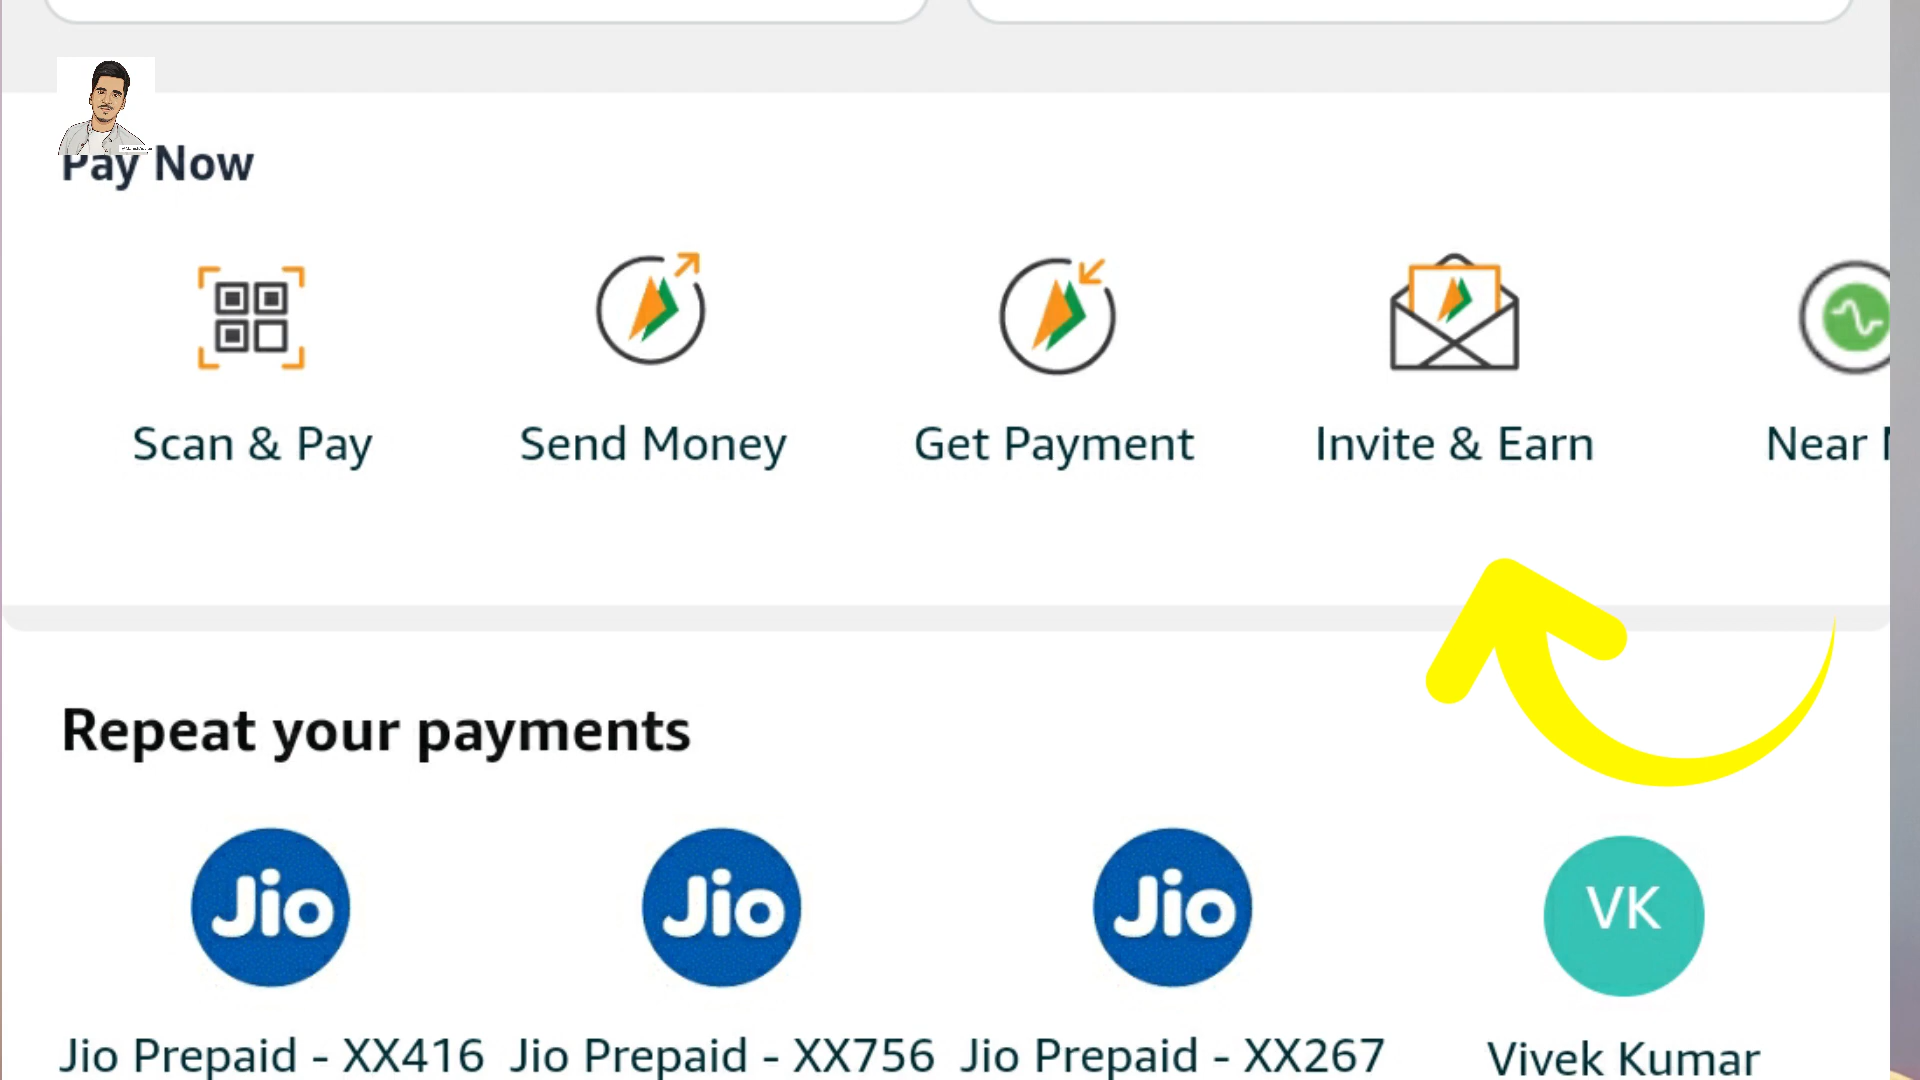 Pay Now
Scan & Pay
Send Money
Get Payment
Invite & Earn
Near
Repeat your payments
Jio
Jio
Jio
VK
Jio Prepaid - XX416
Jio Prepaid - XX756
Jio Prepaid - XX267
Vivek Kumar